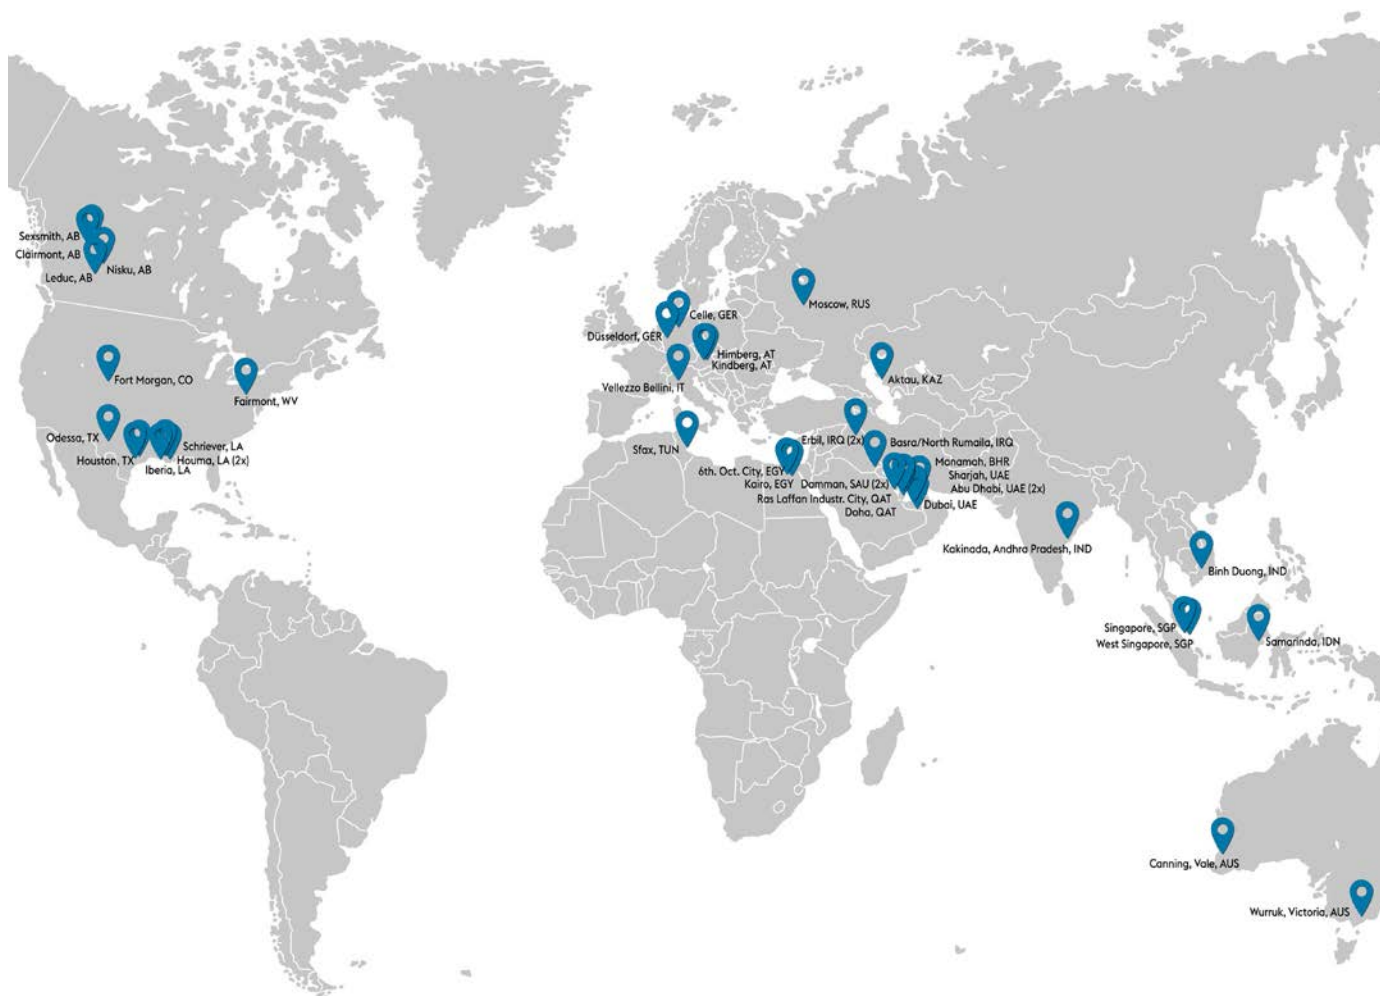 Sexsmith, AB
Clairmont, AB
Nisku, AB
Leduc, AB
Fort Morgan, CO
Fairmont, WV
Odessa, TX
Houston, TX
Schriever, LA
Houma, LA (2x)
Iberia, LA
Moscow, RUS
Celle, GER
Düsseldorf, GER
Himberg, AT
Kindberg, AT
Vellezzo Bellini, IT
Aktau, KAZ
Sfax, TUN
Erbil, IRQ (2x)
Basra/North Rumaila, IRQ
6th. Oct. City, EGY
Kairo, EGY
Damman, SAU (2x)
Manamah, BHR
Sharjah, UAE
Abu Dhabi, UAE (2x)
Ras Laffan Industr. City, QAT
Dubai, UAE
Doha, QAT
Kakinada, Andhra Pradesh, IND
Binh Duong, IND
Singapore, SGP
West Singapore, SGP
Samarinda, IDN
Canning, Vale, AUS
Wurruk, Victoria, AUS